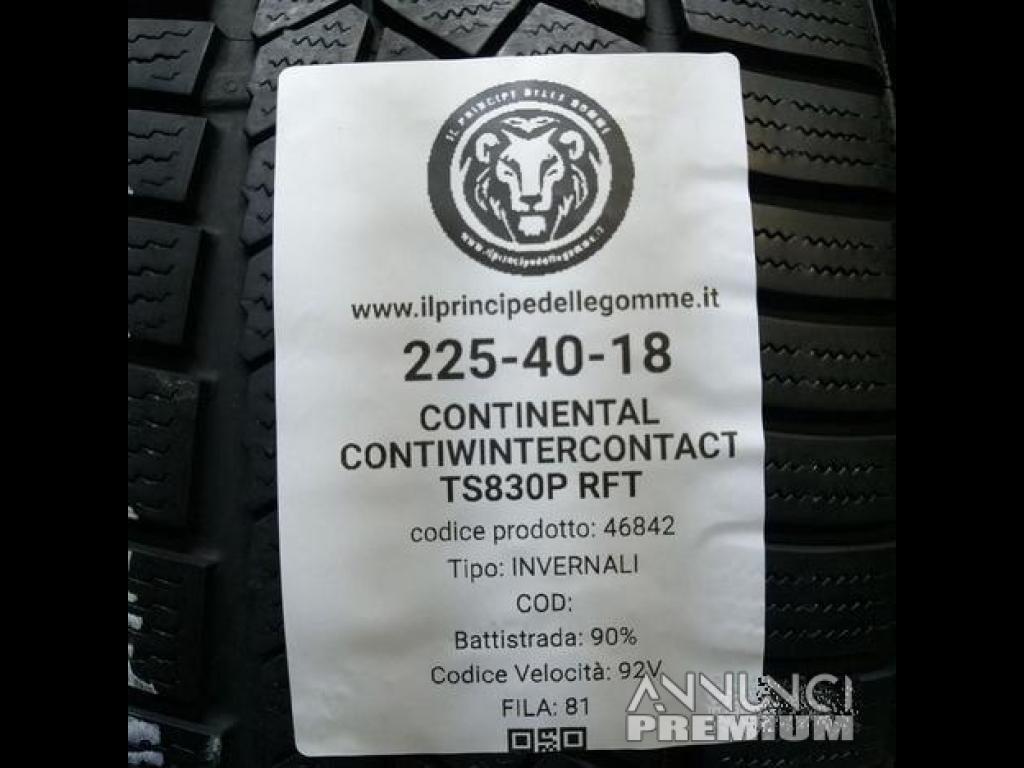 IL PRINCIPE DELLE GOMME
www.ilprincipedellegomme.it
www.ilprincipedellegomme.it
225-40-18
CONTINENTAL
CONTIWINTERCONTACT
TS830P RFT
codice prodotto: 46842
Tipo: INVERNALI
COD:
Battistrada: 90%
Codice Velocità: 92V
FILA: 81
ANNUNCI
PREMIUM